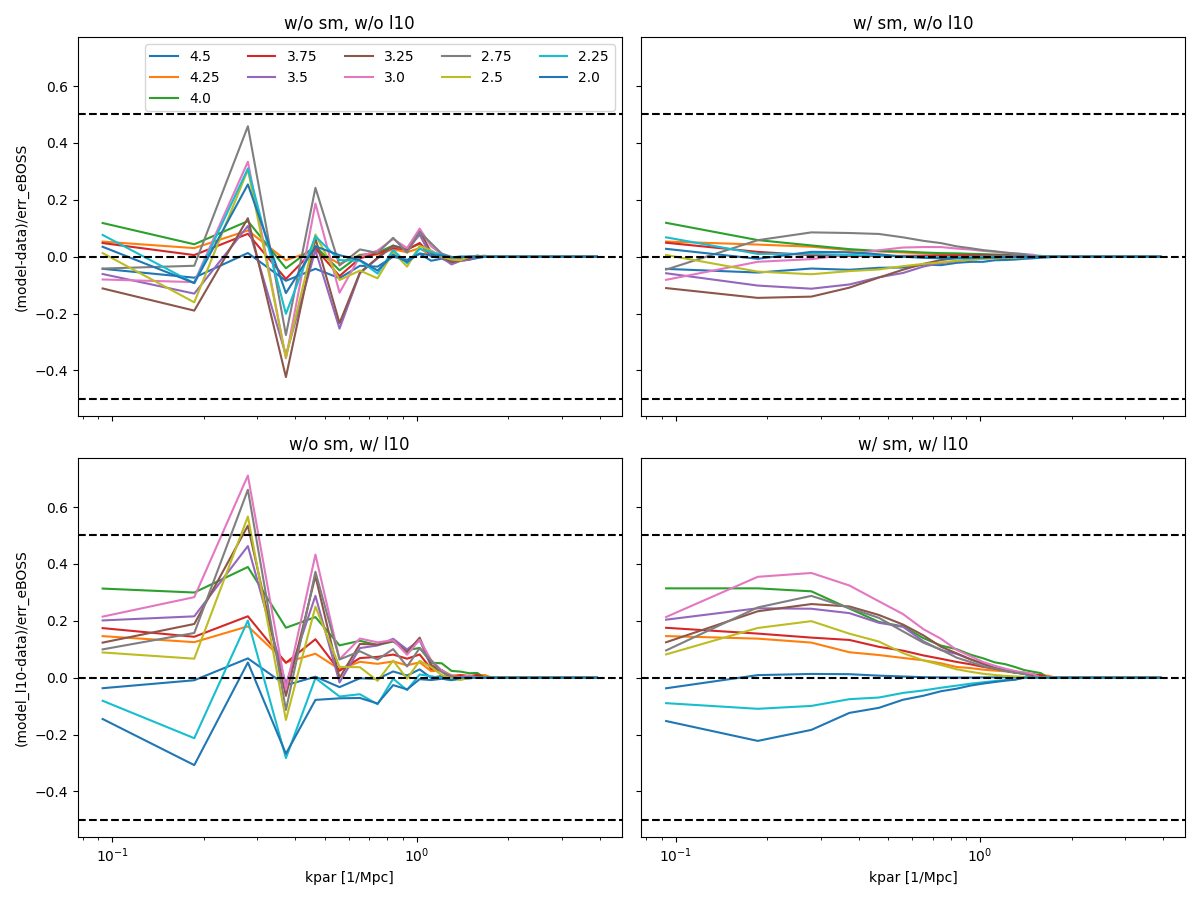 w/o sm, w/o l10
w/ sm, w/o l10
4.5 3.75 3.25 2.75 2.25
4.25 3.5 3.0 2.5 2.0
4.0
0.6
0.4
0.2
0.0
−0.2
−0.4
(model-data)/err_eBOSS
w/o sm, w/ l10
w/ sm, w/ l10
0.6
0.4
0.2
0.0
−0.2
−0.4
(model_l10-data)/err_eBOSS
10⁻¹ 10⁰
kpar [1/Mpc]
10⁻¹ 10⁰
kpar [1/Mpc]